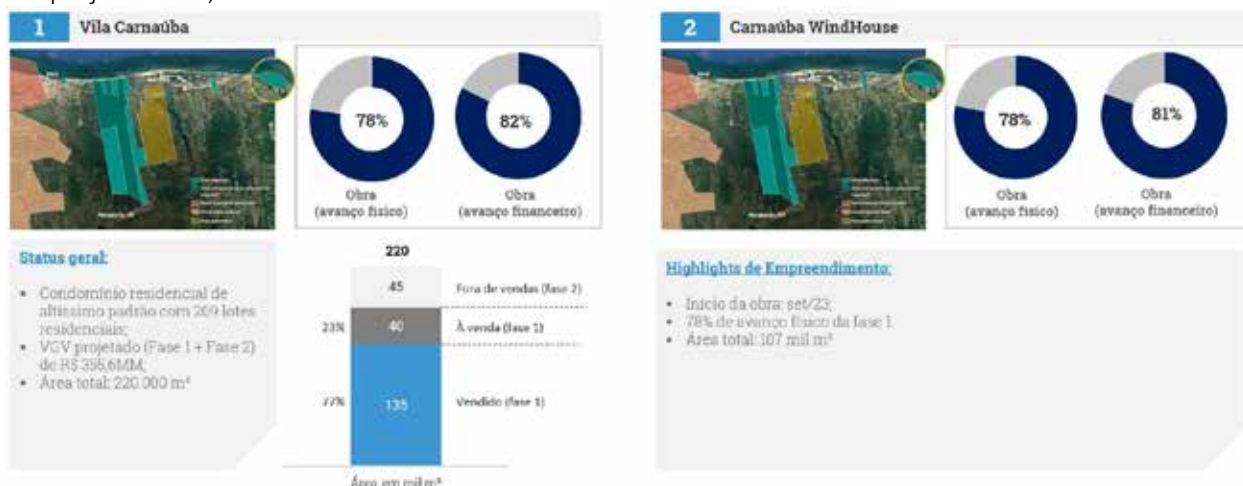 1 Vila Carnaúba
78%
82%
Obra
(avanço físico)
Obra
(avanço financeiro)
Status geral:
• Condomínio residencial de
altíssimo padrão com 209 lotes
residenciais;
• VGV projetado (Fase 1 + Fase 2)
de R$ 355,6MM;
• Área total: 220.000 m²
220
45
Fora de vendas (fase 2)
23%
40
À venda (fase 1)
77%
135
Vendido (fase 1)
Área em mil m²
2 Carnaúba WindHouse
78%
81%
Obra
(avanço físico)
Obra
(avanço financeiro)
Highlights de Empreendimento:
• Início da obra: set/23;
• 78% de avanço físico da fase 1
• Área total: 107 mil m²